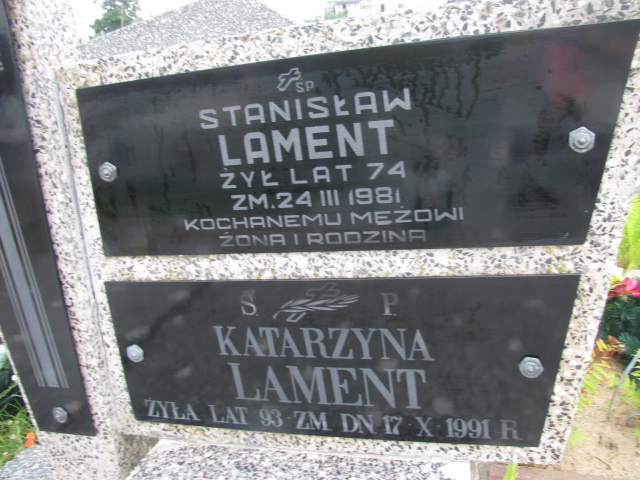 SP
STANISŁAW
LAMENT
ŻYŁ LAT 74
ZM. 24 III 1981
KOCHANEMU MEŻOWI
ŻONA I RODZINA
S. P.
KATARZYNA
LAMENT
ŻYŁA LAT 93 ZM DN. 17 X 1991 R